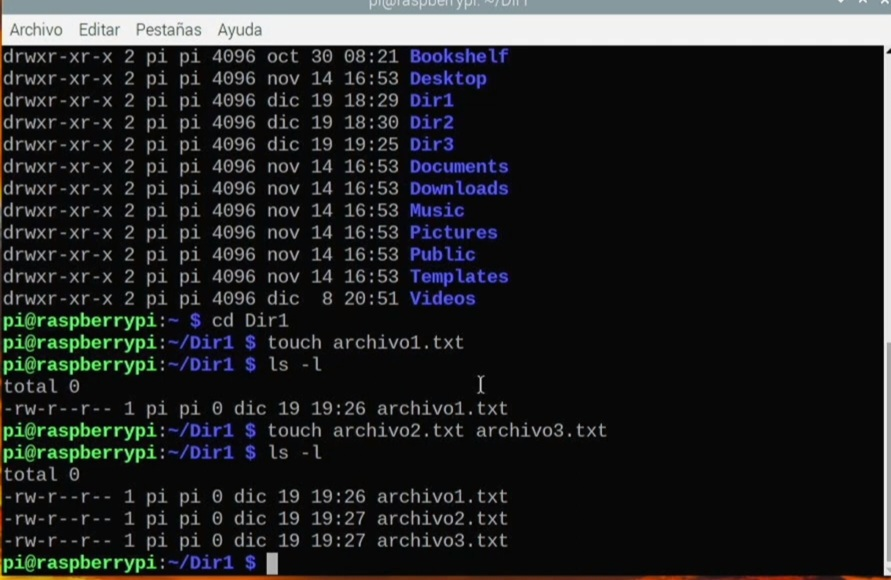 pi@raspberrypi: ~/Dir1
Archivo Editar Pestañas Ayuda
drwxr-xr-x 2 pi pi 4096 oct 30 08:21 Bookshelf
drwxr-xr-x 2 pi pi 4096 nov 14 16:53 Desktop
drwxr-xr-x 2 pi pi 4096 dic 19 18:29 Dir1
drwxr-xr-x 2 pi pi 4096 dic 19 18:30 Dir2
drwxr-xr-x 2 pi pi 4096 dic 19 19:25 Dir3
drwxr-xr-x 2 pi pi 4096 nov 14 16:53 Documents
drwxr-xr-x 2 pi pi 4096 nov 14 16:53 Downloads
drwxr-xr-x 2 pi pi 4096 nov 14 16:53 Music
drwxr-xr-x 2 pi pi 4096 nov 14 16:53 Pictures
drwxr-xr-x 2 pi pi 4096 nov 14 16:53 Public
drwxr-xr-x 2 pi pi 4096 nov 14 16:53 Templates
drwxr-xr-x 2 pi pi 4096 dic  8 20:51 Videos
pi@raspberrypi:~ $ cd Dir1
pi@raspberrypi:~/Dir1 $ touch archivo1.txt
pi@raspberrypi:~/Dir1 $ ls -l
total 0
-rw-r--r-- 1 pi pi 0 dic 19 19:26 archivo1.txt
pi@raspberrypi:~/Dir1 $ touch archivo2.txt archivo3.txt
pi@raspberrypi:~/Dir1 $ ls -l
total 0
-rw-r--r-- 1 pi pi 0 dic 19 19:26 archivo1.txt
-rw-r--r-- 1 pi pi 0 dic 19 19:27 archivo2.txt
-rw-r--r-- 1 pi pi 0 dic 19 19:27 archivo3.txt
pi@raspberrypi:~/Dir1 $